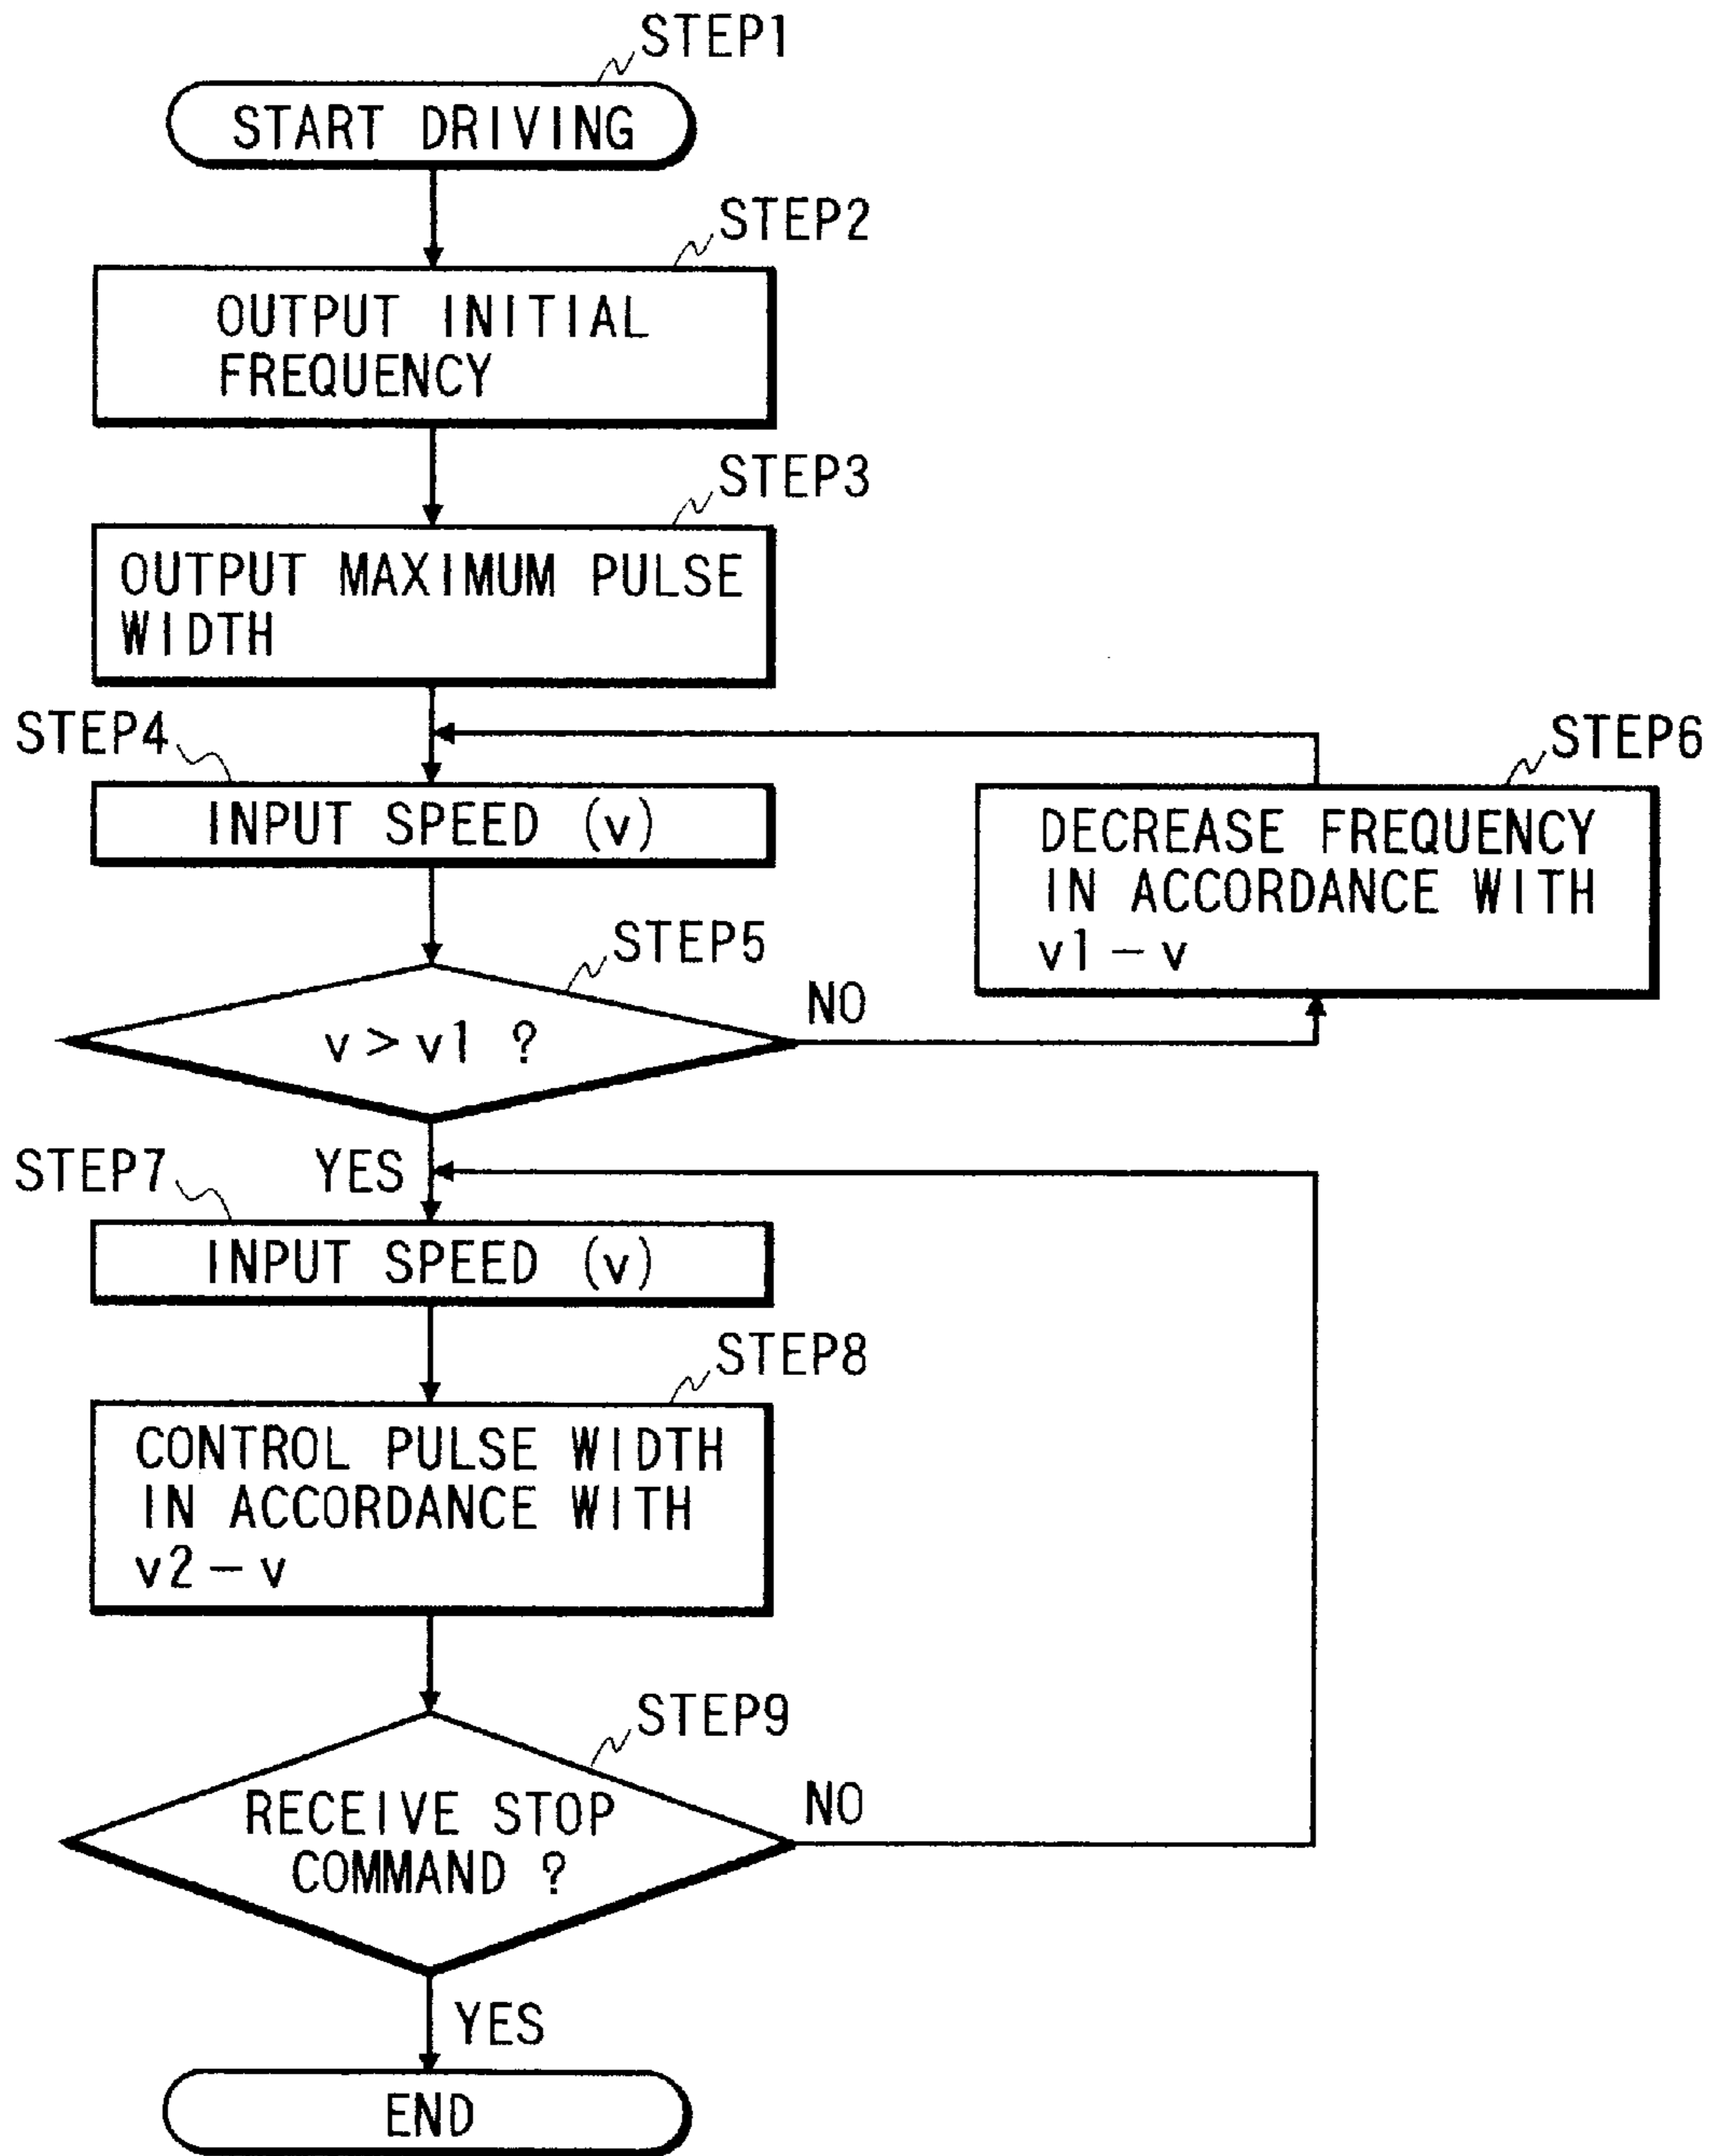 STEP1
START DRIVING
STEP2
OUTPUT INITIAL
FREQUENCY
STEP3
OUTPUT MAXIMUM PULSE
WIDTH
STEP4
INPUT SPEED (v)
STEP6
DECREASE FREQUENCY
IN ACCORDANCE WITH
v1 – v
STEP5
v > v1 ?
NO
YES
STEP7
INPUT SPEED (v)
STEP8
CONTROL PULSE WIDTH
IN ACCORDANCE WITH
v2 – v
STEP9
RECEIVE STOP
COMMAND ?
NO
YES
END